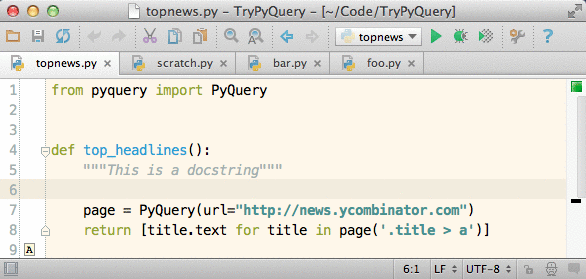 topnews.py – TryPyQuery – [~/Code/TryPyQuery]
topnews
topnews.py scratch.py bar.py foo.py
1 from pyquery import PyQuery
2
3
4 def top_headlines():
5 """This is a docstring"""
6
7 page = PyQuery(url="http://news.ycombinator.com")
8 return [title.text for title in page('.title > a')]
9 A
6:1 LF UTF-8